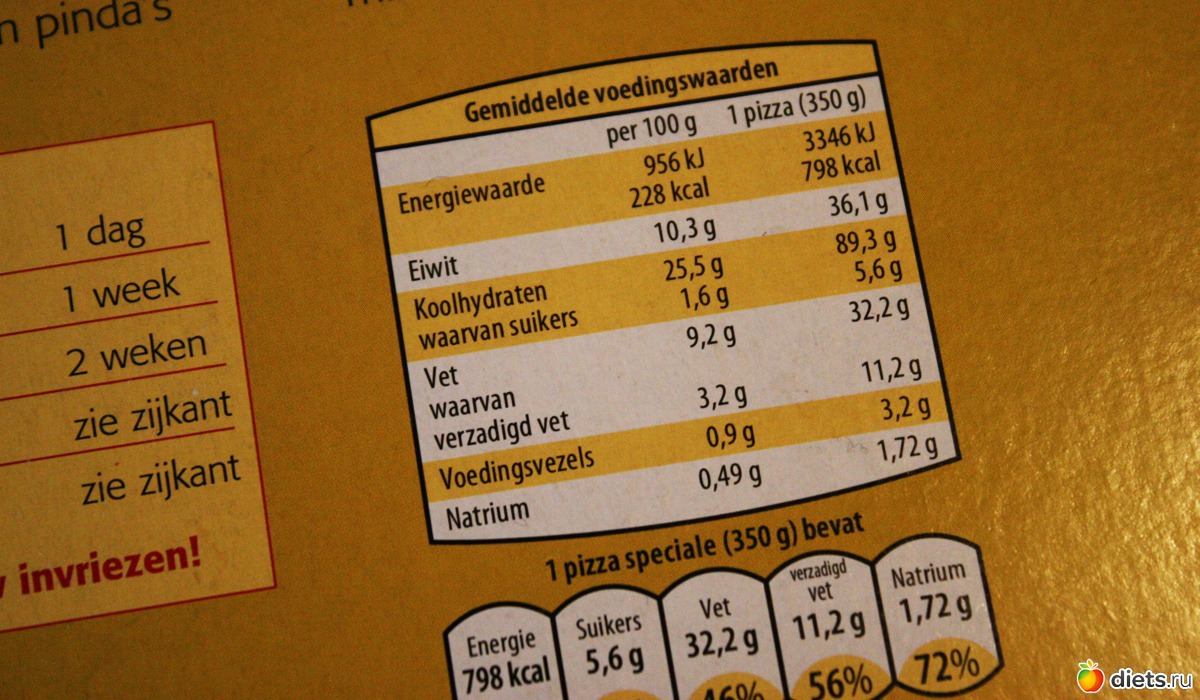 n pinda's
1 dag
1 week
2 weken
zie zijkant
zie zijkant
invriezen!
Gemiddelde voedingswaarden
per 100 g 1 pizza (350 g)
Energiewaarde 956 kJ 3346 kJ
228 kcal 798 kcal
Eiwit 10,3 g 36,1 g
Koolhydraten 25,5 g 89,3 g
waarvan suikers 1,6 g 5,6 g
Vet 9,2 g 32,2 g
waarvan
verzadigd vet 3,2 g 11,2 g
Voedingsvezels 0,9 g 3,2 g
Natrium 0,49 g 1,72 g
1 pizza speciale (350 g) bevat
Energie
798 kcal
Suikers
5,6 g
Vet
32,2 g
46%
verzadigd
vet
11,2 g
56%
Natrium
1,72 g
72%
diets.ru